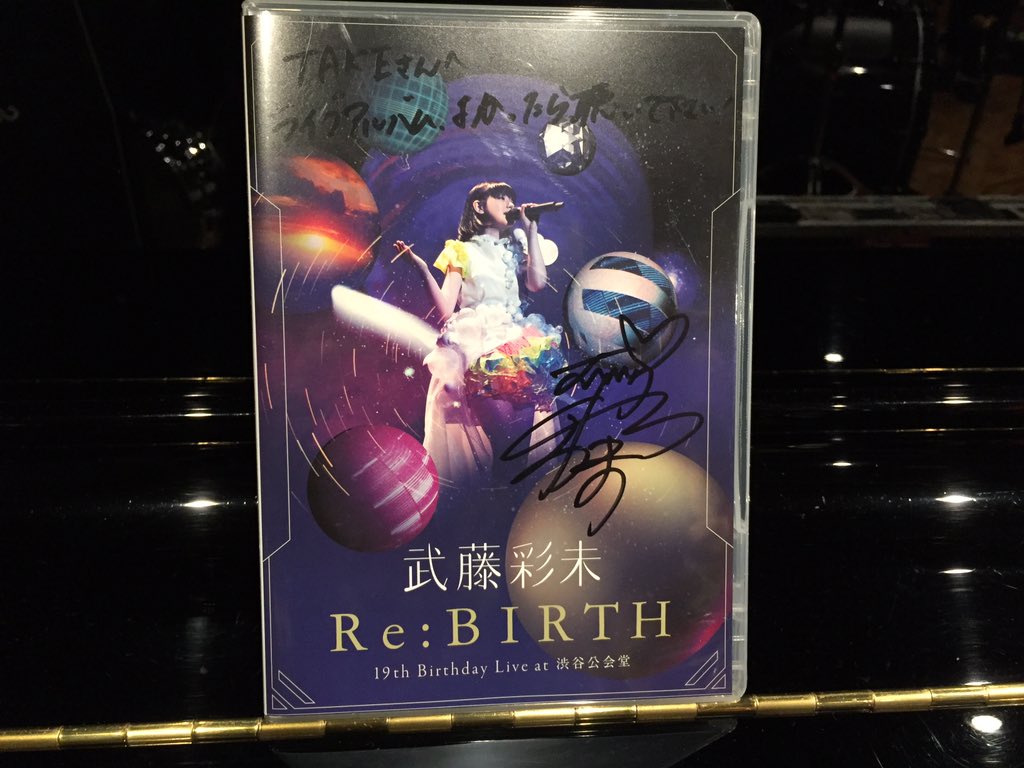 TAKEさんへ
ライブアルバム、よかったら聴いて下さい!
武藤彩未
Re:BIRTH
19th Birthday Live at 渋谷公会堂